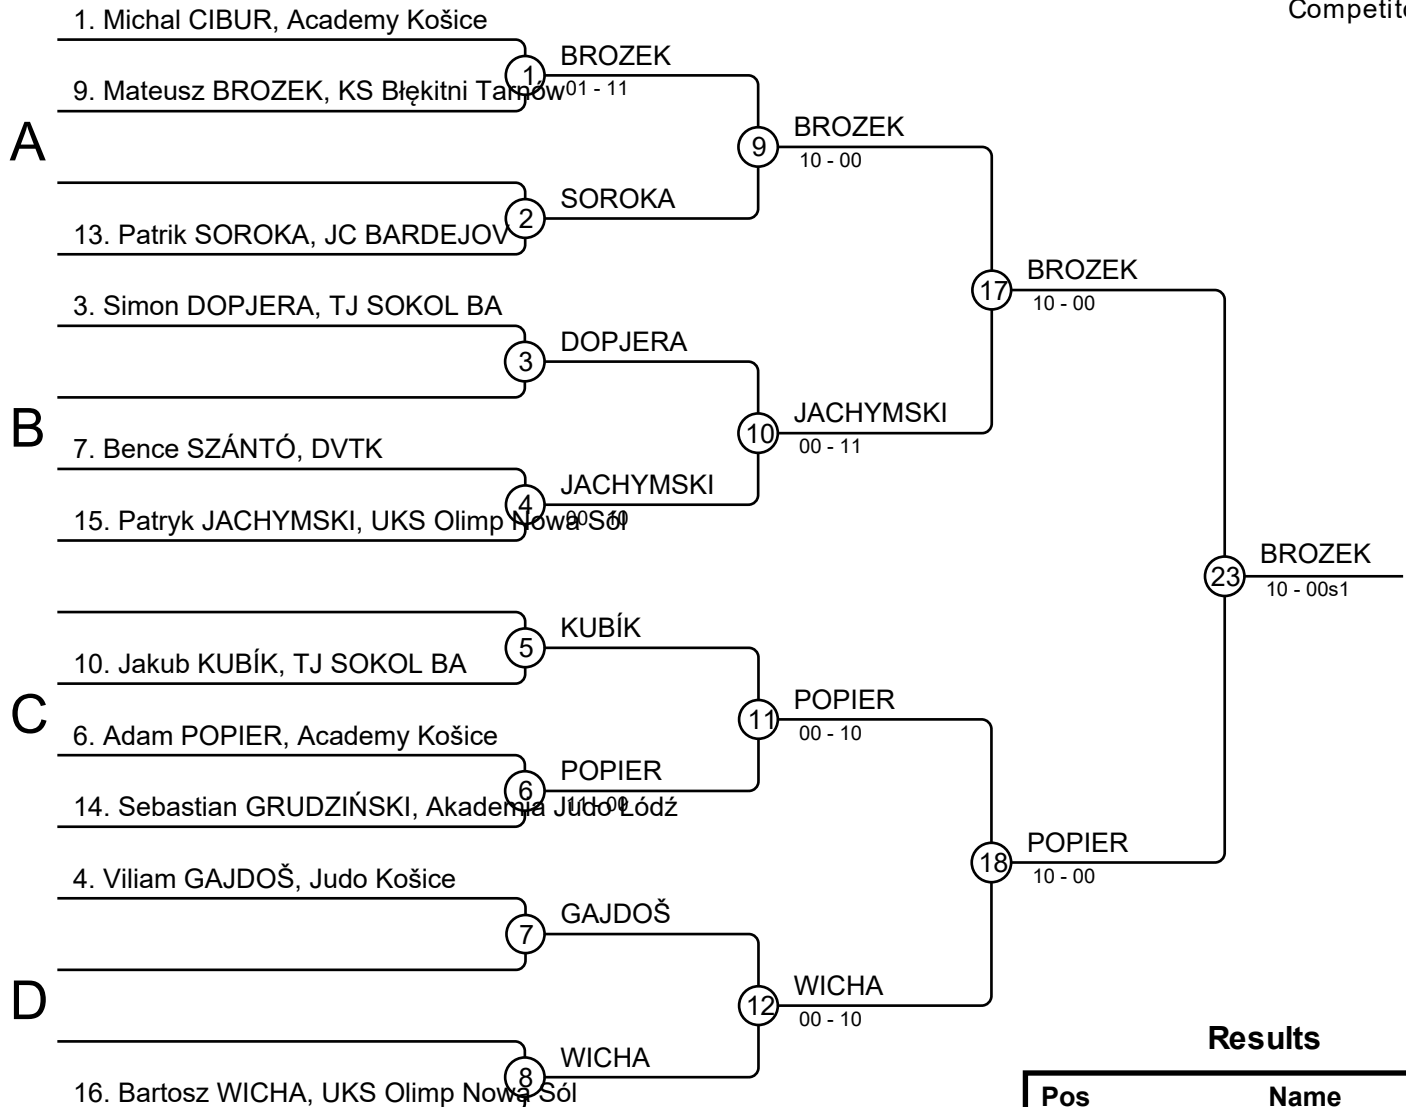 Competit
1. Michal CIBUR, Academy Košice
1
BROZEK
01 - 11
9. Mateusz BROZEK, KS Błękitni Tarnów
A
9
BROZEK
10 - 00
2
SOROKA
13. Patrik SOROKA, JC BARDEJOV
17
BROZEK
10 - 00
3. Simon DOPJERA, TJ SOKOL BA
3
DOPJERA
B
10
JACHYMSKI
00 - 11
7. Bence SZÁNTÓ, DVTK
4
JACHYMSKI
00 - 10
15. Patryk JACHYMSKI, UKS Olimp Nowa Sól
23
BROZEK
10 - 00s1
5
KUBÍK
10. Jakub KUBÍK, TJ SOKOL BA
C
11
POPIER
00 - 10
6. Adam POPIER, Academy Košice
6
POPIER
11 - 00
14. Sebastian GRUDZIŃSKI, Akademia Judo Łódź
18
POPIER
10 - 00
4. Viliam GAJDOŠ, Judo Košice
7
GAJDOŠ
D
12
WICHA
00 - 10
8
WICHA
16. Bartosz WICHA, UKS Olimp Nowa Sól
Results
Pos Name